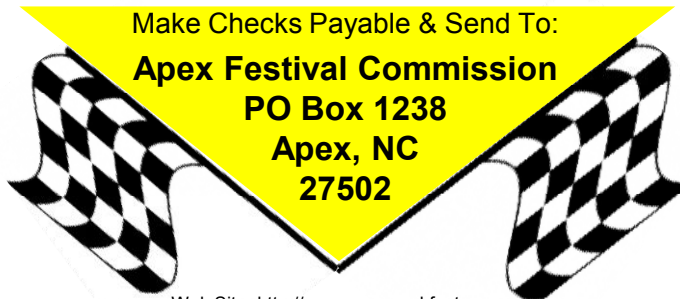 Make Checks Payable & Send To:
Apex Festival Commission
PO Box 1238
Apex, NC
27502